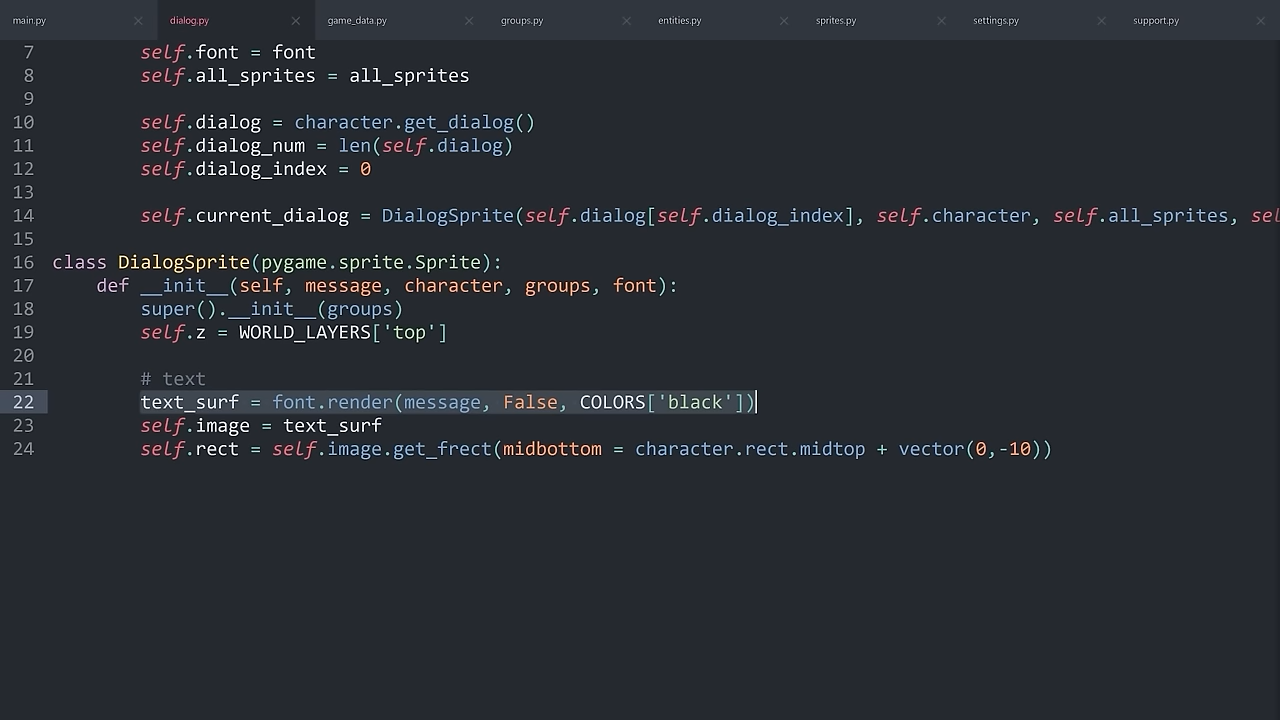 main.py dialog.py game_data.py groups.py entities.py sprites.py settings.py support.py
7 self.font = font
8 self.all_sprites = all_sprites
9
10 self.dialog = character.get_dialog()
11 self.dialog_num = len(self.dialog)
12 self.dialog_index = 0
13
14 self.current_dialog = DialogSprite(self.dialog[self.dialog_index], self.character, self.all_sprites, sel
15
16 class DialogSprite(pygame.sprite.Sprite):
17 def __init__(self, message, character, groups, font):
18 super().__init__(groups)
19 self.z = WORLD_LAYERS['top']
20
21 # text
22 text_surf = font.render(message, False, COLORS['black'])
23 self.image = text_surf
24 self.rect = self.image.get_frect(midbottom = character.rect.midtop + vector(0,-10))